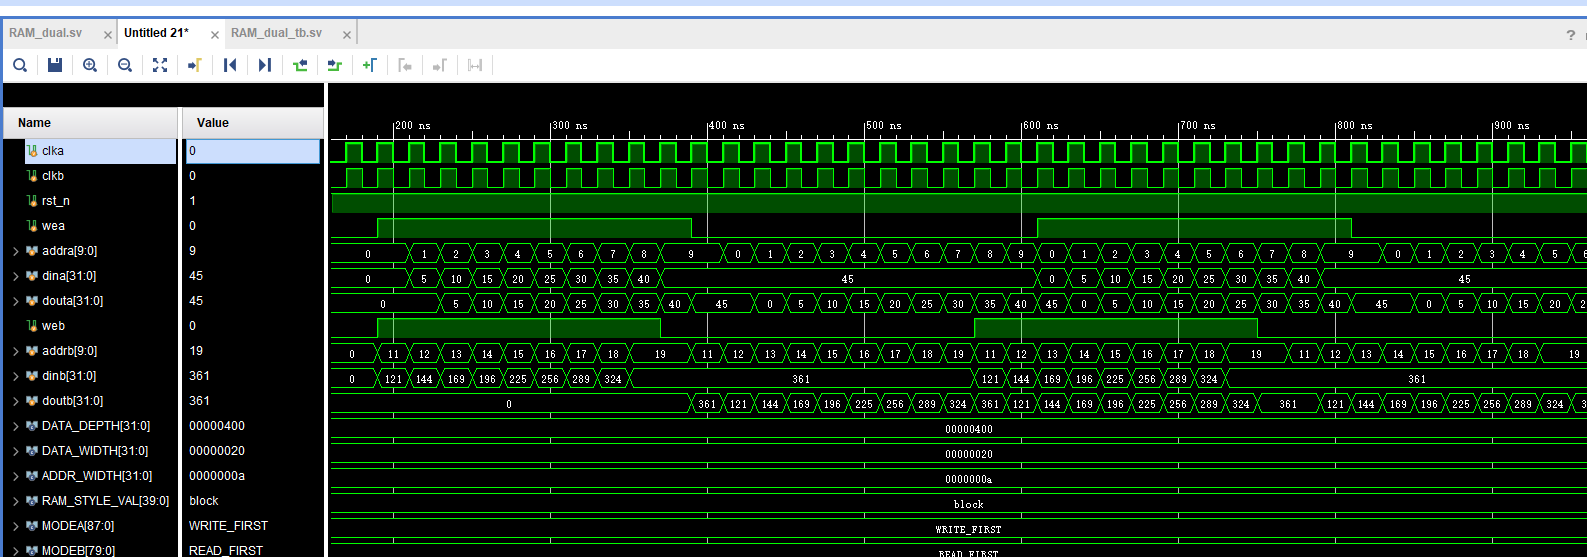 RAM_dual.sv × Untitled 21* × RAM_dual_tb.sv ×
?
200 ns 300 ns 400 ns 500 ns 600 ns 700 ns 800 ns 900 ns
Name Value
clka 0
clkb 0
rst_n 1
wea 0
addra[9:0] 9 0 1 2 3 4 5 6 7 8 9 0 1 2 3 4 5 6 7 8 9 0 1 2 3 4 5 6 7 8 9 0 0 1 2 3 4 5 6
dina[31:0] 45 0 5 10 15 20 25 30 35 40 45 0 5 10 15 20 25 30 35 40 45
douta[31:0] 45 0 5 10 15 20 25 30 35 40 45 0 5 10 15 20 25 30 35 40 45 0 5 10 15 20 25 30 35 40 45 0 5 10 15 20 2
web 0
addrb[9:0] 19 0 11 12 13 14 15 16 17 18 19 11 12 13 14 15 16 17 18 19 11 12 13 14 15 16 17 18 19 11 12 13 14 15 16 17 18 19
dinb[31:0] 361 0 121 144 169 196 225 256 289 324 361 121 144 169 196 225 256 289 324 361
doutb[31:0] 361 0 361 121 144 169 196 225 256 289 324 361 121 144 169 196 225 256 289 324 361 121 144 169 196 225 256 289 324 3
DATA_DEPTH[31:0] 00000400 00000400
DATA_WIDTH[31:0] 00000020 00000020
ADDR_WIDTH[31:0] 0000000a 0000000a
RAM_STYLE_VAL[39:0] block block
MODEA[87:0] WRITE_FIRST WRITE_FIRST
MODEB[79:0] READ_FIRST READ_FIRST